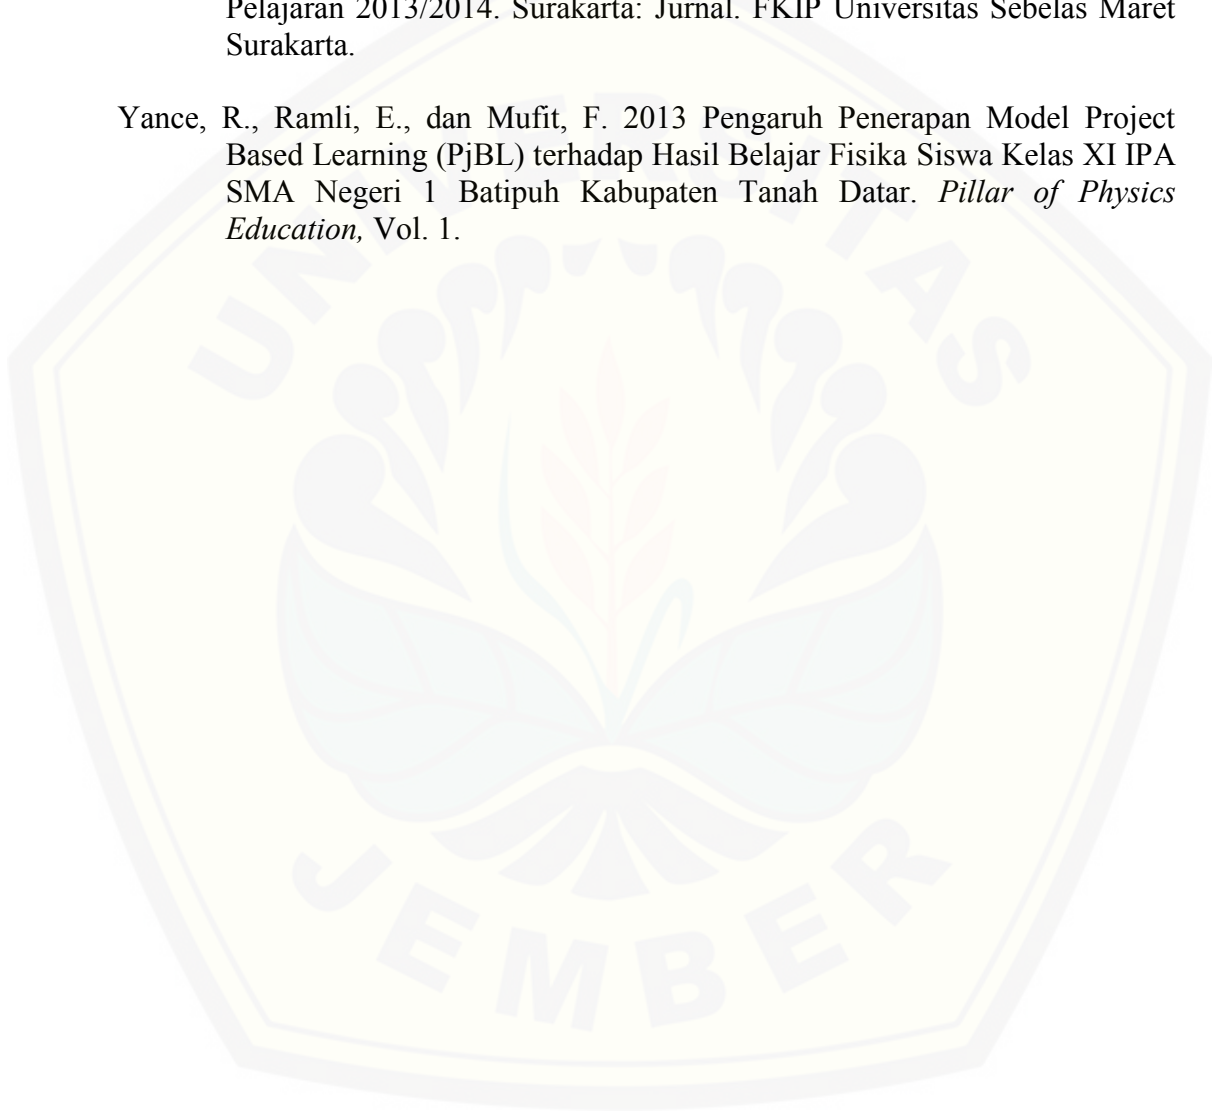 Pelajaran 2013/2014. Surakarta: Jurnal. FKIP Universitas Sebelas Maret
Surakarta.
Yance, R., Ramli, E., dan Mufit, F. 2013 Pengaruh Penerapan Model Project
Based Learning (PjBL) terhadap Hasil Belajar Fisika Siswa Kelas XI IPA
SMA Negeri 1 Batipuh Kabupaten Tanah Datar. Pillar of Physics
Education, Vol. 1.
UNIVERSITAS
JEMBER